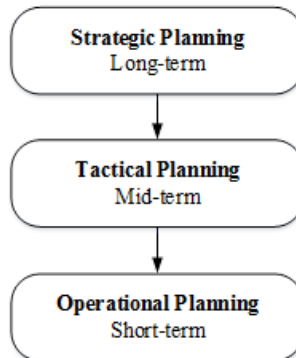 Strategic Planning
Long-term
Tactical Planning
Mid-term
Operational Planning
Short-term